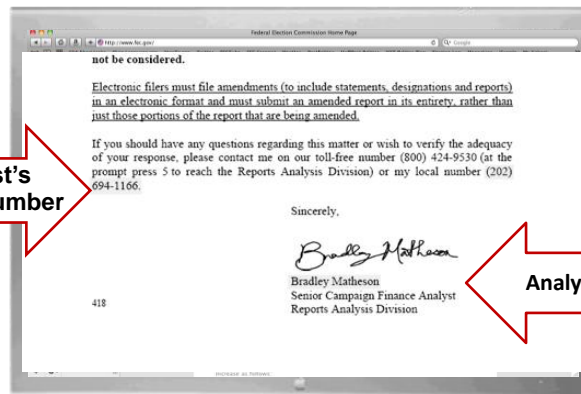 Federal Election Commission Home Page
http://www.fec.gov/
Google
not be considered.
Electronic filers must file amendments (to include statements, designations and reports)
in an electronic format and must submit an amended report in its entirety, rather than
just those portions of the report that are being amended.
If you should have any questions regarding this matter or wish to verify the adequacy
of your response, please contact me on our toll-free number (800) 424-9530 (at the
prompt press 5 to reach the Reports Analysis Division) or my local number (202)
694-1166.
st's
umber
Sincerely,
Bradley Matheson
Bradley Matheson
Senior Campaign Finance Analyst
Reports Analysis Division
Analy
418
increase as follows: